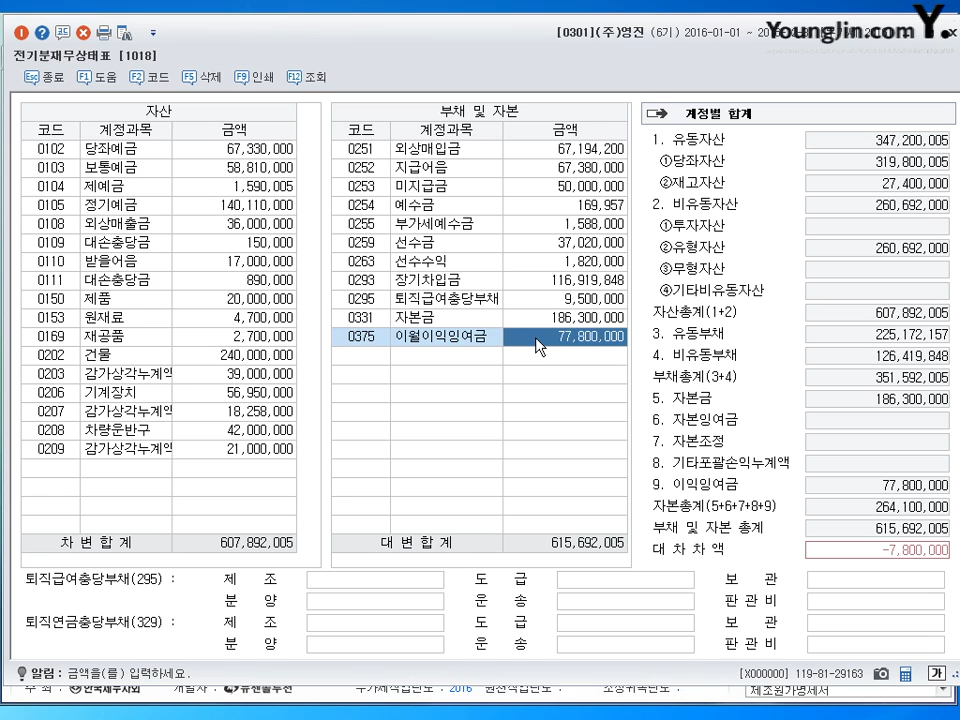 Younglin.com Y.
[0301](주)영진 (6기) 2016-01-01 ~
전기분재무상태표 [1018]
Esc 종료 F1 도움 F2 코드 F5 삭제 F9 인쇄 F12 조회
자산 부채 및 자본 계정별 합계
코드 계정과목 금액 코드 계정과목 금액
0102 당좌예금 67,330,000 0251 외상매입금 67,194,200 1. 유동자산 347,200,005
0103 보통예금 58,810,000 0252 지급어음 67,380,000 ①당좌자산 319,800,005
0104 제예금 1,590,005 0253 미지급금 50,000,000 ②재고자산 27,400,000
0105 정기예금 140,110,000 0254 예수금 169,957 2. 비유동자산 260,692,000
0108 외상매출금 36,000,000 0255 부가세예수금 1,588,000 ①투자자산
0109 대손충당금 150,000 0259 선수금 37,020,000 ②유형자산 260,692,000
0110 받을어음 17,000,000 0263 선수수익 1,820,000 ③무형자산
0111 대손충당금 890,000 0293 장기차입금 116,919,848 ④기타비유동자산
0150 제품 20,000,000 0295 퇴직급여충당부채 9,500,000 자산총계(1+2) 607,892,005
0153 원재료 4,700,000 0331 자본금 186,300,000 3. 유동부채 225,172,157
0169 재공품 2,700,000 0375 이월이익잉여금 77,800,000 4. 비유동부채 126,419,848
0202 건물 240,000,000 부채총계(3+4) 351,592,005
0203 감가상각누계액 39,000,000 5. 자본금 186,300,000
0206 기계장치 56,950,000 6. 자본잉여금
0207 감가상각누계액 18,258,000 7. 자본조정
0208 차량운반구 42,000,000 8. 기타포괄손익누계액
0209 감가상각누계액 21,000,000 9. 이익잉여금 77,800,000
자본총계(5+6+7+8+9) 264,100,000
부채 및 자본 총계 615,692,005
차 변 합 계 607,892,005 대 변 합 계 615,692,005 대 차 차 액 -7,800,000
퇴직급여충당부채(295) : 제 조 도 급 보 관
분 양 운 송 판 관 비
퇴직연금충당부채(329) : 제 조 도 급 보 관
분 양 운 송 판 관 비
알림 : 금액을(를) 입력하세요. [X000000] 119-81-29163 가
2016 제조원가명세서